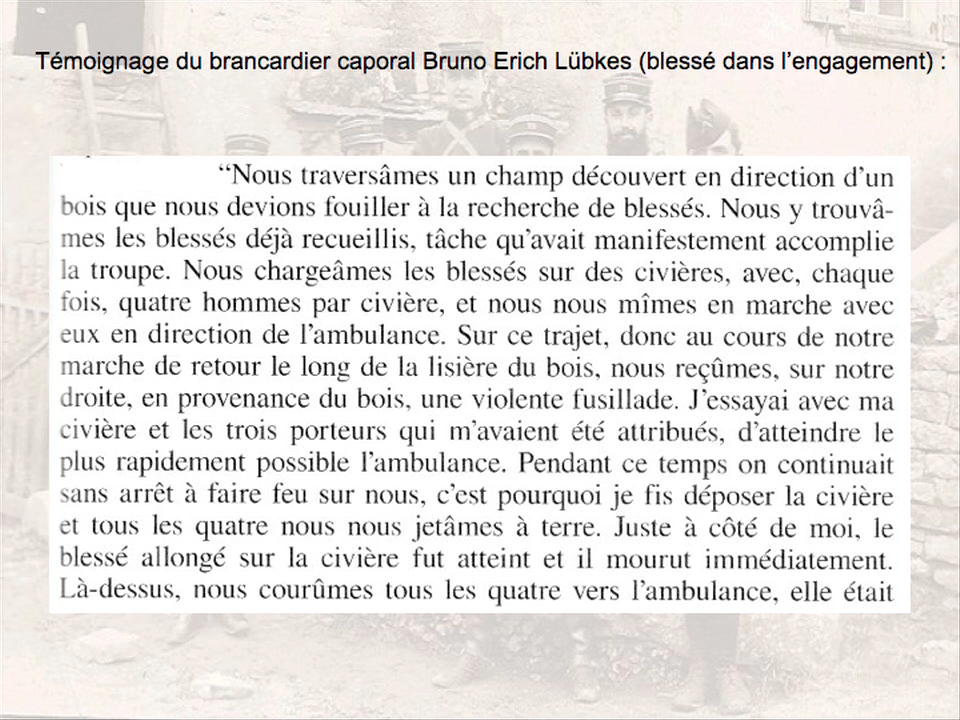 Témoignage du brancardier caporal Bruno Erich Lübkes (blessé dans l’engagement) :
“Nous traversâmes un champ découvert en direction d’un
bois que nous devions fouiller à la recherche de blessés. Nous y trouvâ-
mes les blessés déjà recueillis, tâche qu’avait manifestement accomplie
la troupe. Nous chargeâmes les blessés sur des civières, avec, chaque
fois, quatre hommes par civière, et nous nous mîmes en marche avec
eux en direction de l’ambulance. Sur ce trajet, donc au cours de notre
marche de retour le long de la lisière du bois, nous reçûmes, sur notre
droite, en provenance du bois, une violente fusillade. J’essayai avec ma
civière et les trois porteurs qui m’avaient été attribués, d’atteindre le
plus rapidement possible l’ambulance. Pendant ce temps on continuait
sans arrêt à faire feu sur nous, c’est pourquoi je fis déposer la civière
et tous les quatre nous nous jetâmes à terre. Juste à côté de moi, le
blessé allongé sur la civière fut atteint et il mourut immédiatement.
Là-dessus, nous courûmes tous les quatre vers l’ambulance, elle était